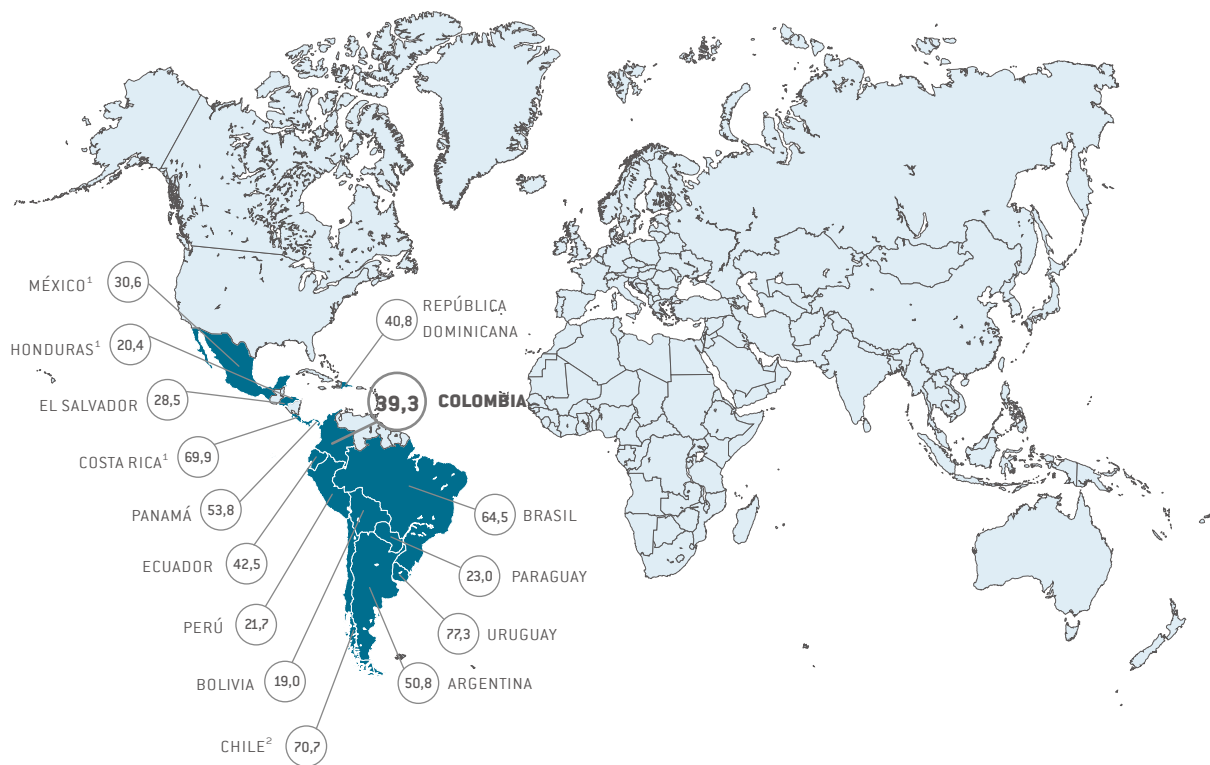 MÉXICO¹ 30,6
HONDURAS¹ 20,4
EL SALVADOR 28,5
COSTA RICA¹ 69,9
PANAMÁ 53,8
ECUADOR 42,5
PERÚ 21,7
BOLIVIA 19,0
CHILE² 70,7
40,8 REPÚBLICA
DOMINICANA
39,3 COLOMBIA
64,5 BRASIL
23,0 PARAGUAY
77,3 URUGUAY
50,8 ARGENTINA